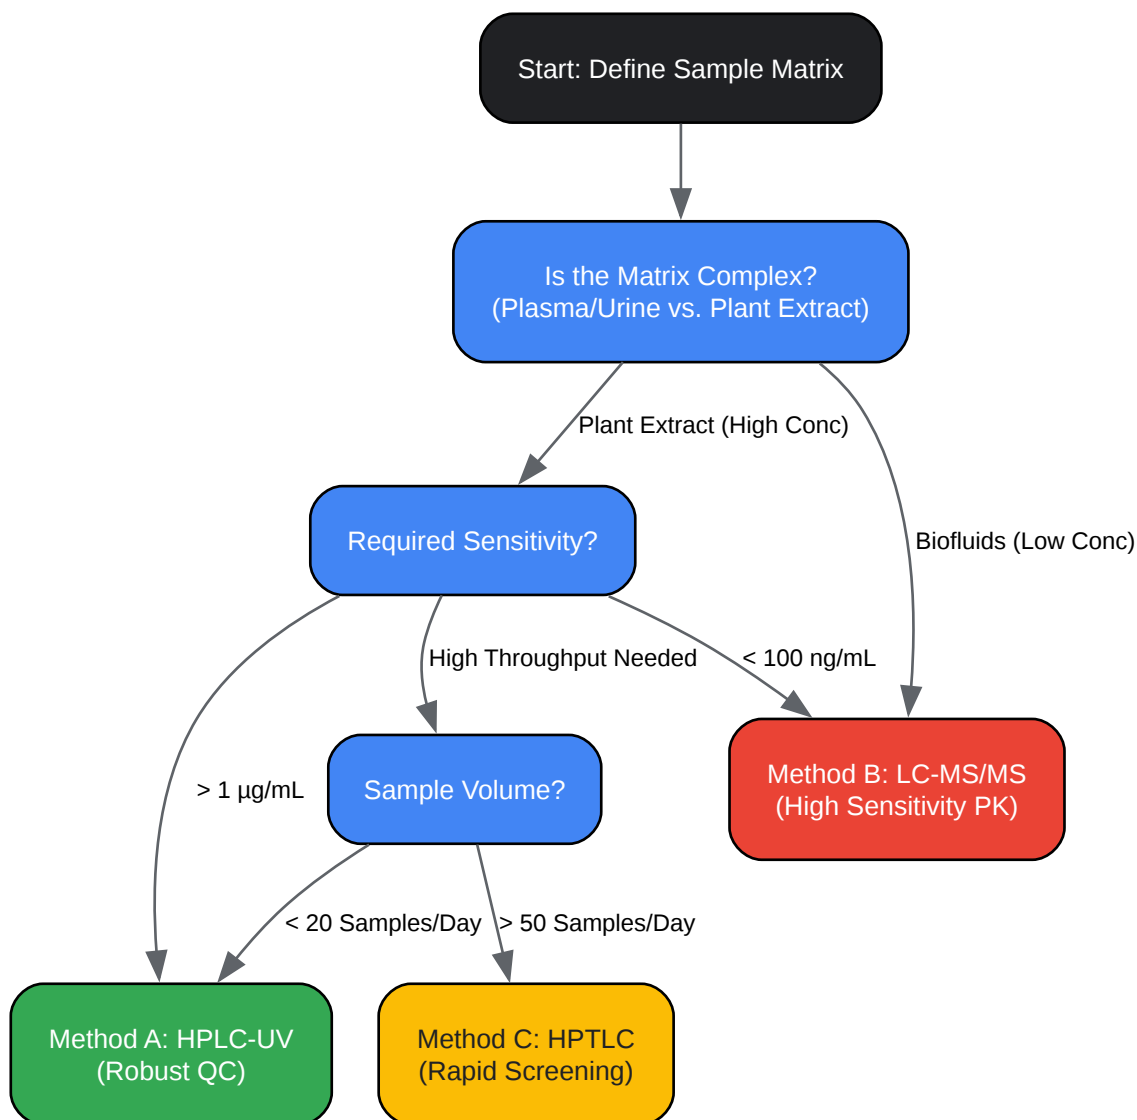 Start: Define Sample Matrix
Is the Matrix Complex?
(Plasma/Urine vs. Plant Extract)
Plant Extract (High Conc)
Required Sensitivity?
Biofluids (Low Conc)
High Throughput Needed
< 100 ng/mL
> 1 µg/mL
Sample Volume?
Method B: LC-MS/MS
(High Sensitivity PK)
< 20 Samples/Day
> 50 Samples/Day
Method A: HPLC-UV
(Robust QC)
Method C: HPTLC
(Rapid Screening)